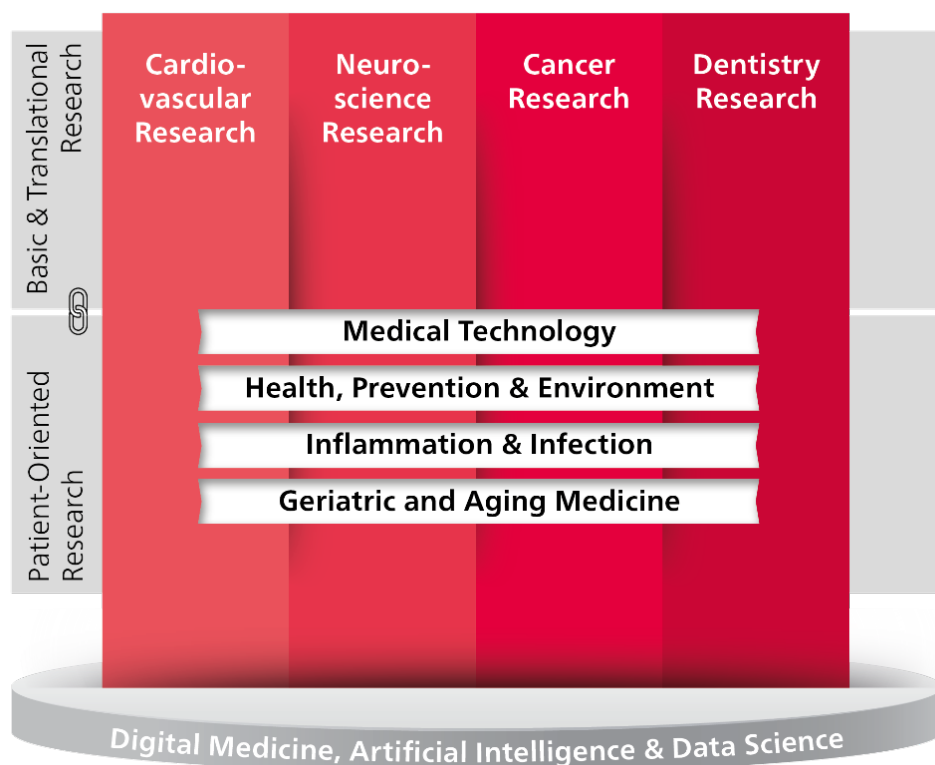 Cardio-
vascular
Research
Neuro-
science
Research
Cancer
Research
Dentistry
Research
Basic & Translational
Research
Patient-Oriented
Research
Medical Technology
Health, Prevention & Environment
Inflammation & Infection
Geriatric and Aging Medicine
Digital Medicine, Artificial Intelligence & Data Science